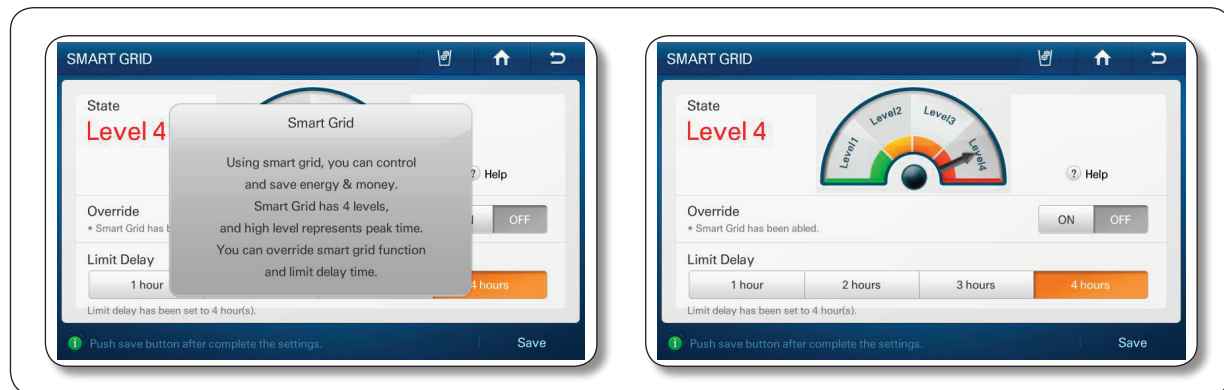 SMART GRID
State
Level 4
Smart Grid
Using smart grid, you can control
and save energy & money.
Smart Grid has 4 levels,
and high level represents peak time.
You can override smart grid function
and limit delay time.
? Help
Override
OFF
• Smart Grid has
Limit Delay
1 hour
4 hours
Limit delay has been set to 4 hour(s).
i Push save button after complete the settings.
Save
SMART GRID
State
Level 4
Level1
Level2
Level3
Level4
? Help
Override
ON OFF
• Smart Grid has been abled.
Limit Delay
1 hour 2 hours 3 hours 4 hours
Limit delay has been set to 4 hour(s).
i Push save button after complete the settings.
Save